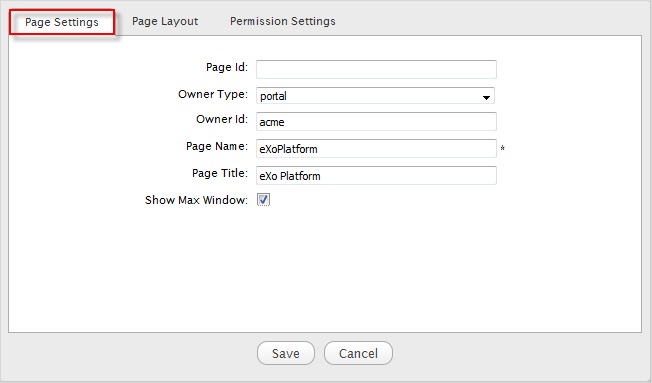 Page Settings Page Layout Permission Settings
Page Id:
Owner Type: portal
Owner Id: acme
Page Name: eXoPlatform *
Page Title: eXo Platform
Show Max Window:
Save Cancel